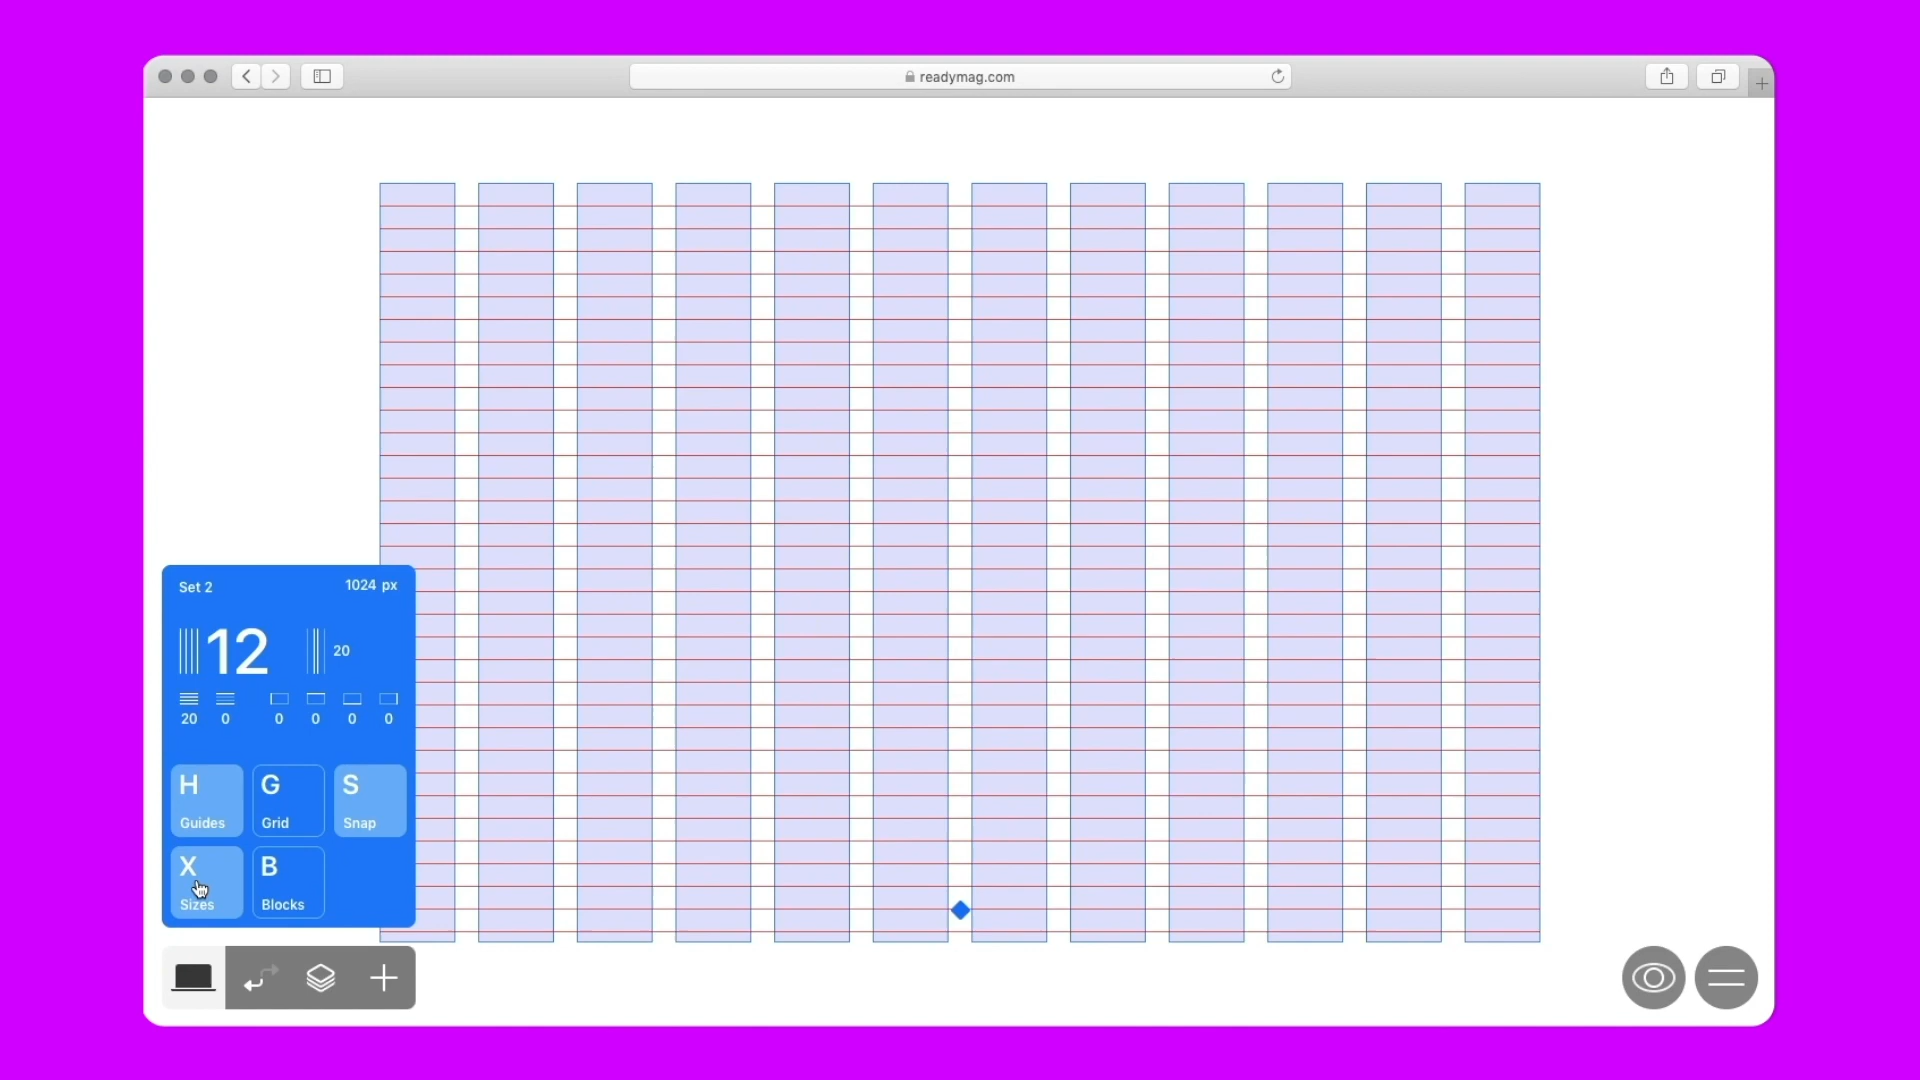 readymag.com
Set 2
1024 px
12
20
20 0 0 0 0 0
H G S
Guides Grid Snap
X B
Sizes Blocks